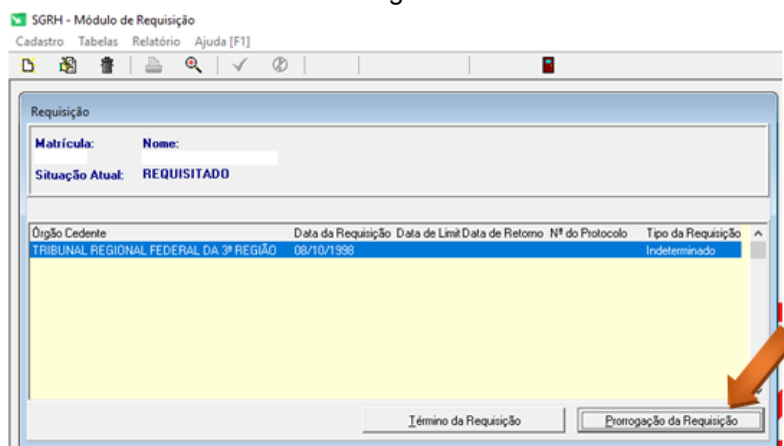 SGRH - Módulo de Requisição
Cadastro Tabelas Relatório Ajuda [F1]
Requisição
Matrícula: Nome:
Situação Atual: REQUISITADO
Órgão Cedente Data da Requisição Data de Limit Data de Retorno Nº do Protocolo Tipo da Requisição
TRIBUNAL REGIONAL FEDERAL DA 3ª REGIÃO 08/10/1998 Indeterminado
Término da Requisição Prorrogação da Requisição